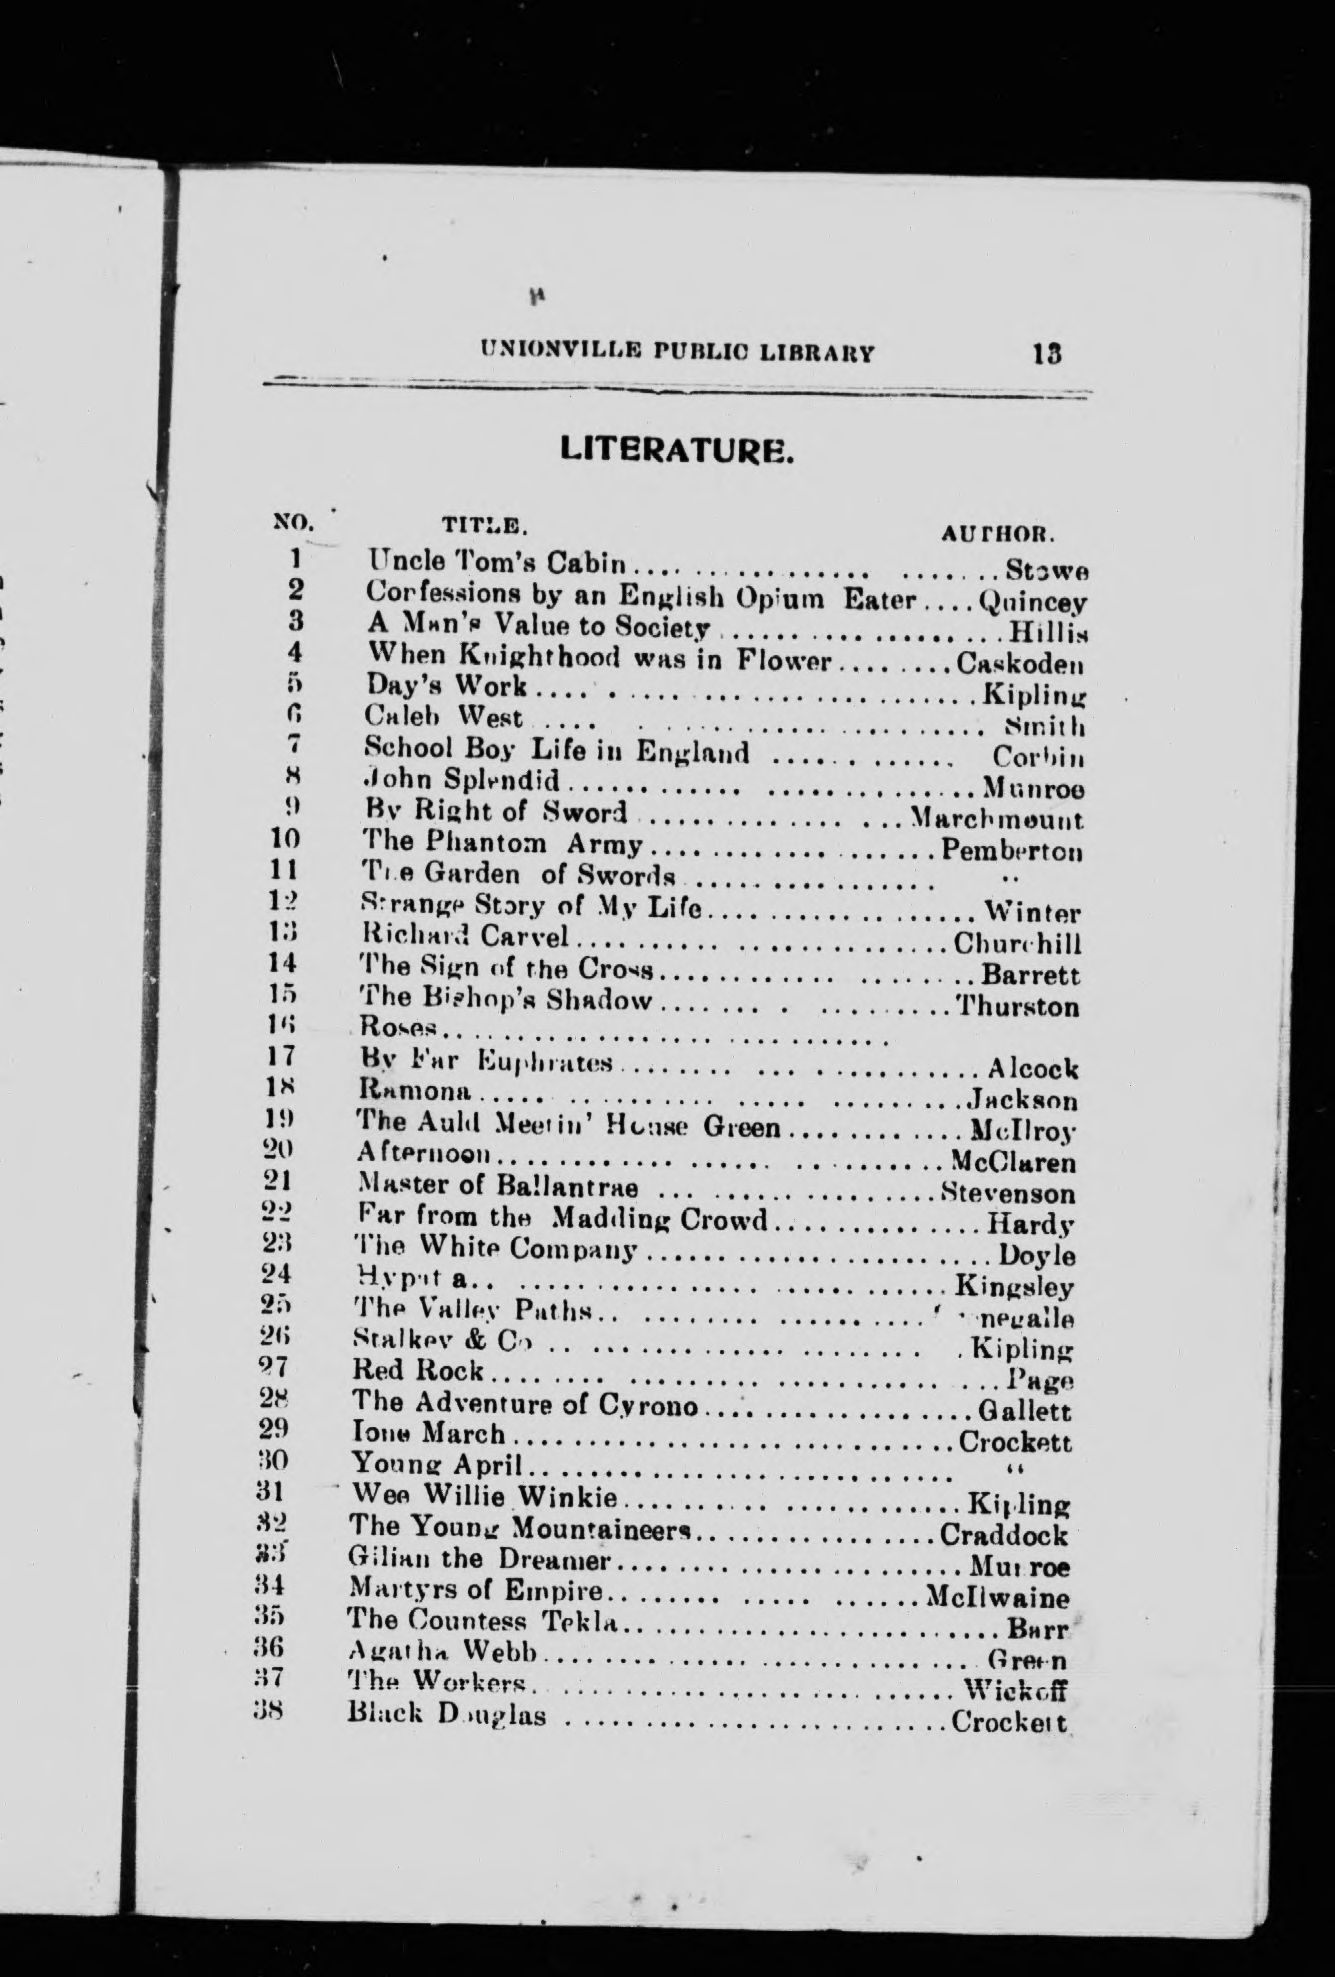 UNIONVILLE PUBLIC LIBRARY 13
LITERATURE.
NO. TITLE. AUTHOR.
1 Uncle Tom's Cabin.... Stowe
2 Confessions by an English Opium Eater....Quincey
3 A Man's Value to Society....Hillis
4 When Knighthood was in Flower....Caskoden
5 Day's Work....Kipling
6 Caleb West....Smith
7 School Boy Life in England....Corbin
8 John Splendid....Munroe
9 By Right of Sword....Marchmount
10 The Phantom Army....Pemberton
11 The Garden of Swords.... "
12 Strange Story of My Life....Winter
13 Richard Carvel....Churchill
14 The Sign of the Cross....Barrett
15 The Bishop's Shadow....Thurston
16 Roses....
17 By Far Euphrates....Alcock
18 Ramona....Jackson
19 The Auld Meetin' House Green....McIlroy
20 Afternoon....McClaren
21 Master of Ballantrae....Stevenson
22 Far from the Madding Crowd....Hardy
23 The White Company....Doyle
24 Hypatia....Kingsley
25 The Valley Paths....
26 Stalkey & Co....Kipling
27 Red Rock....Page
28 The Adventure of Cyrono....Gallett
29 Ione March....Crockett
30 Young April.... "
31 Wee Willie Winkie....Kipling
32 The Young Mountaineers....Craddock
33 Gilian the Dreamer....Munroe
34 Martyrs of Empire....McIlwaine
35 The Countess Tekla....Barr
36 Agatha Webb....Green
37 The Workers....Wickoff
38 Black Douglas....Crockett